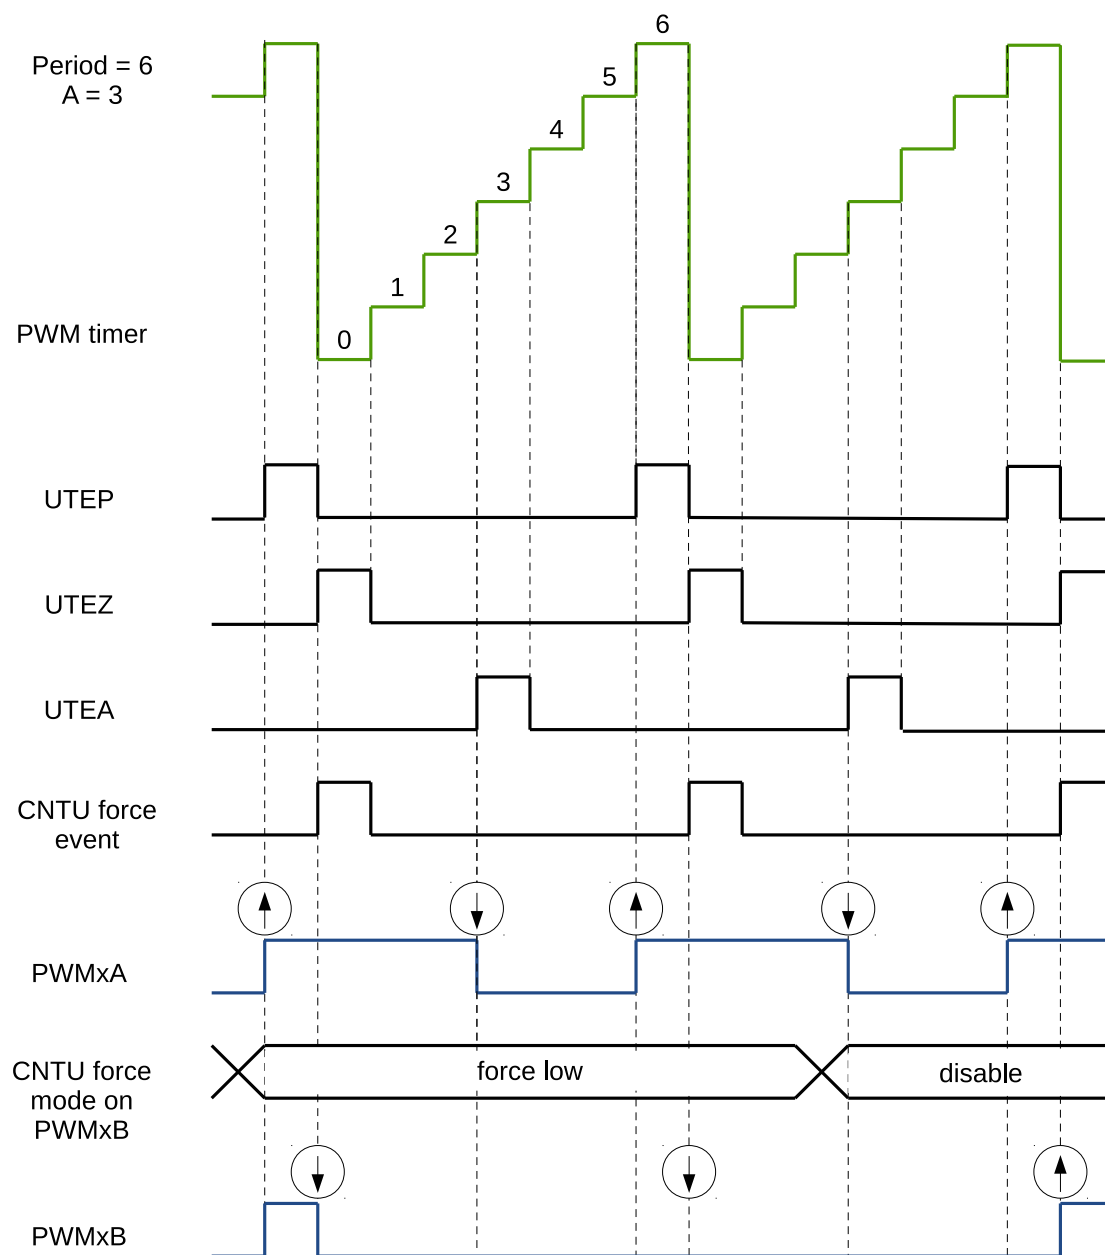 6
Period = 6
A = 3
5
4
3
2
1
0
PWM timer
UTEP
UTEZ
UTEA
CNTU force
event
PWMxA
CNTU force
mode on
PWMxB
force low
disable
PWMxB